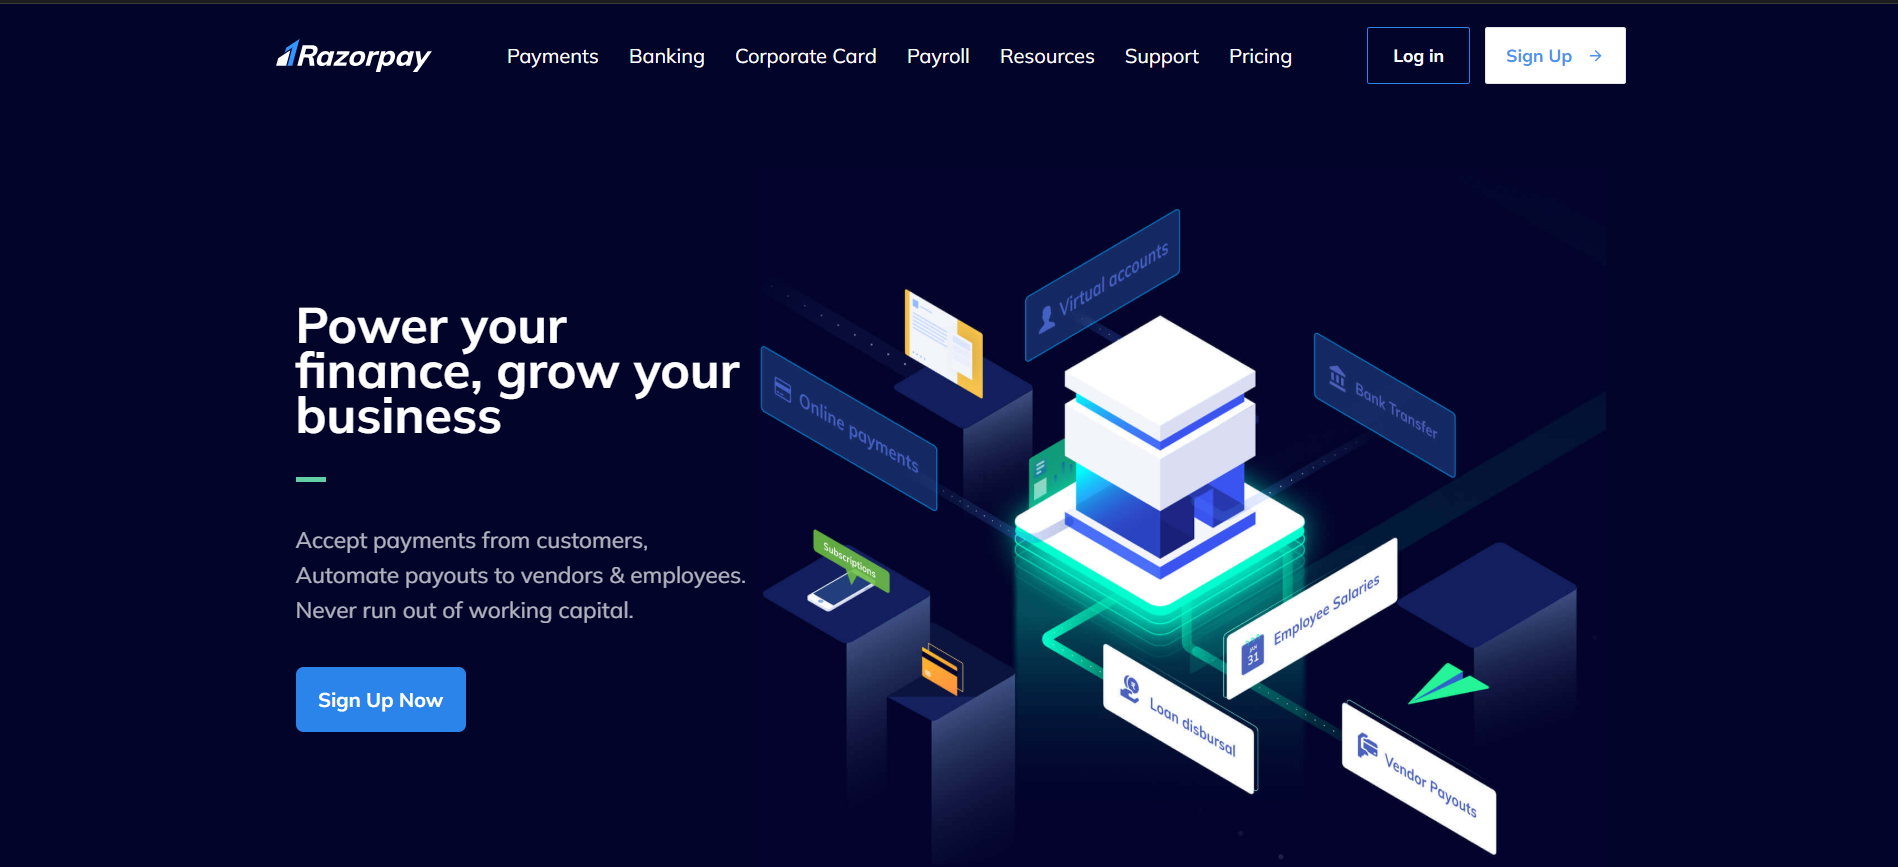 Razorpay
Payments
Banking
Corporate Card
Payroll
Resources
Support
Pricing
Log in
Sign Up
Power your
finance, grow your
business
Accept payments from customers,
Automate payouts to vendors & employees.
Never run out of working capital.
Sign Up Now
Virtual accounts
Online payments
Bank Transfer
Subscriptions
Employee Salaries
JAN
31
Loan disbursal
Vendor Payouts